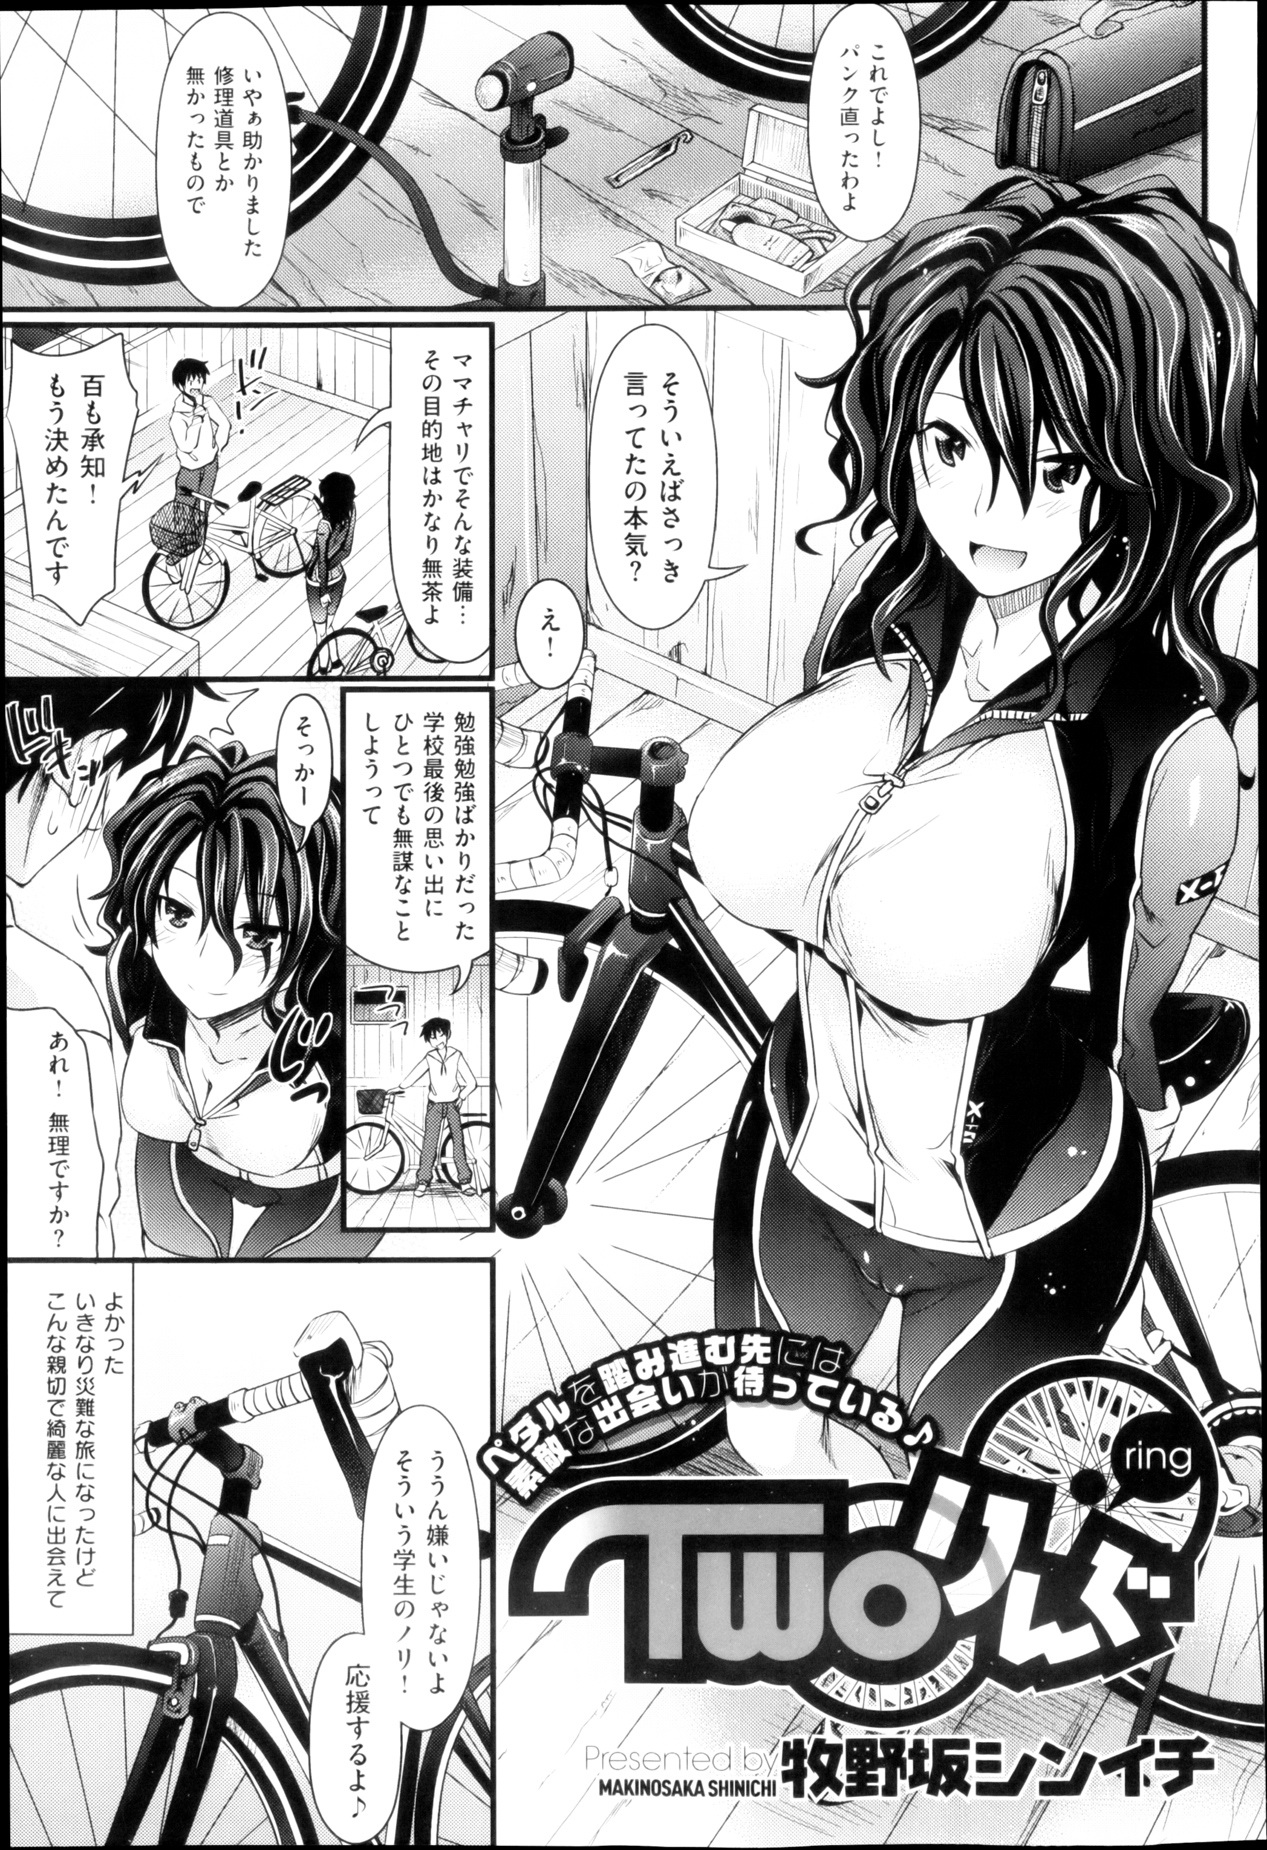 これでよし!
パンク直ったわよ
いやぁ助かりました
修理道具とか
無かったもので
そういえばさっき
言ってたの本気?
え!
ママチャリでそんな装備…
その目的地はかなり無茶よ
百も承知!
もう決めたんです
勉強勉強ばかりだった
学校最後の思い出に
ひとつでも無謀なこと
しようって
そっかー
あれ! 無理ですか?
ううん嫌いじゃないよ
そういう学生のノリ!
応援するよ♪
よかった
いきなり災難な旅になったけど
こんな親切で綺麗な人に出会えて
ペダルを踏み進む先には
素敵な出会いが待っている♪
Twoりんぐ
ring
Presented by
MAKINOSAKA SHINICHI
牧野坂シンイチ